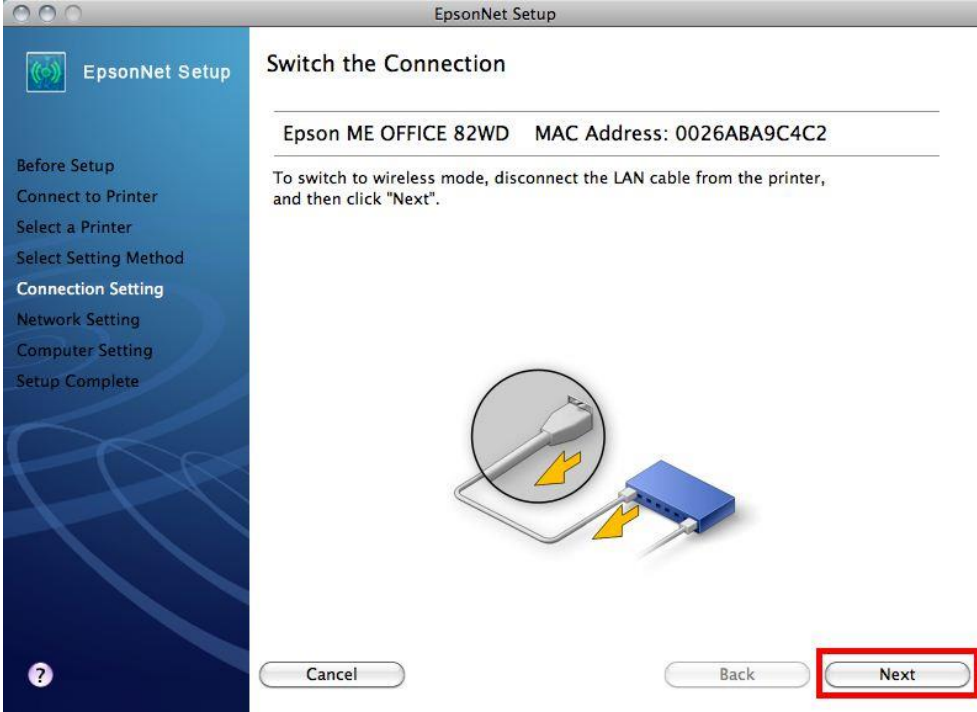 EpsonNet Setup
EpsonNet Setup
Before Setup
Connect to Printer
Select a Printer
Select Setting Method
Connection Setting
Network Setting
Computer Setting
Setup Complete
?
Switch the Connection
Epson ME OFFICE 82WD MAC Address: 0026ABA9C4C2
To switch to wireless mode, disconnect the LAN cable from the printer,
and then click "Next".
Cancel
Back
Next